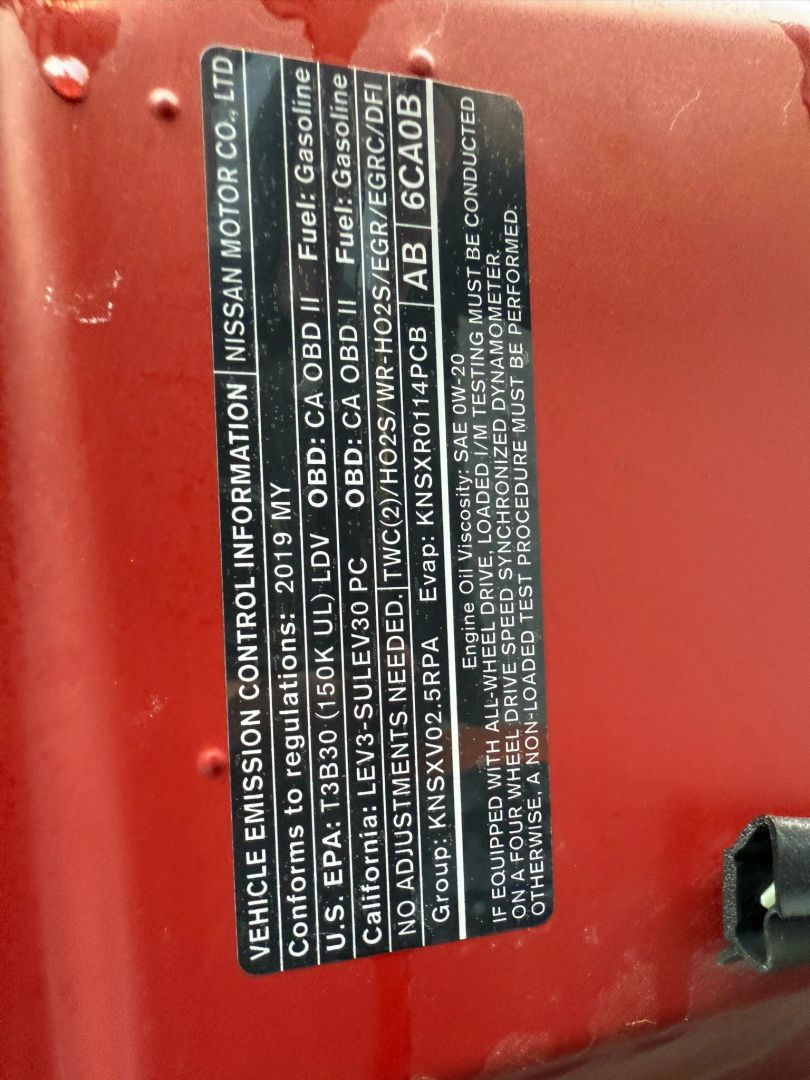 VEHICLE EMISSION CONTROL INFORMATION NISSAN MOTOR CO., LTD
Conforms to regulations: 2019 MY
U.S. EPA: T3B30 (150K UL) LDV OBD: CA OBD II Fuel: Gasoline
California: LEV3-SULEV30 PC OBD: CA OBD II Fuel: Gasoline
NO ADJUSTMENTS NEEDED. TWC(2)/HO2S/WR-HO2S/EGR/EGRC/DFI
Group: KNSXV02.5RPA Evap: KNSXR0114PCB AB 6CA0B
Engine Oil Viscosity: SAE 0W-20
IF EQUIPPED WITH ALL-WHEEL DRIVE, LOADED I/M TESTING MUST BE CONDUCTED
ON A FOUR WHEEL DRIVE SPEED SYNCHRONIZED DYNAMOMETER.
OTHERWISE, A NON-LOADED TEST PROCEDURE MUST BE PERFORMED.